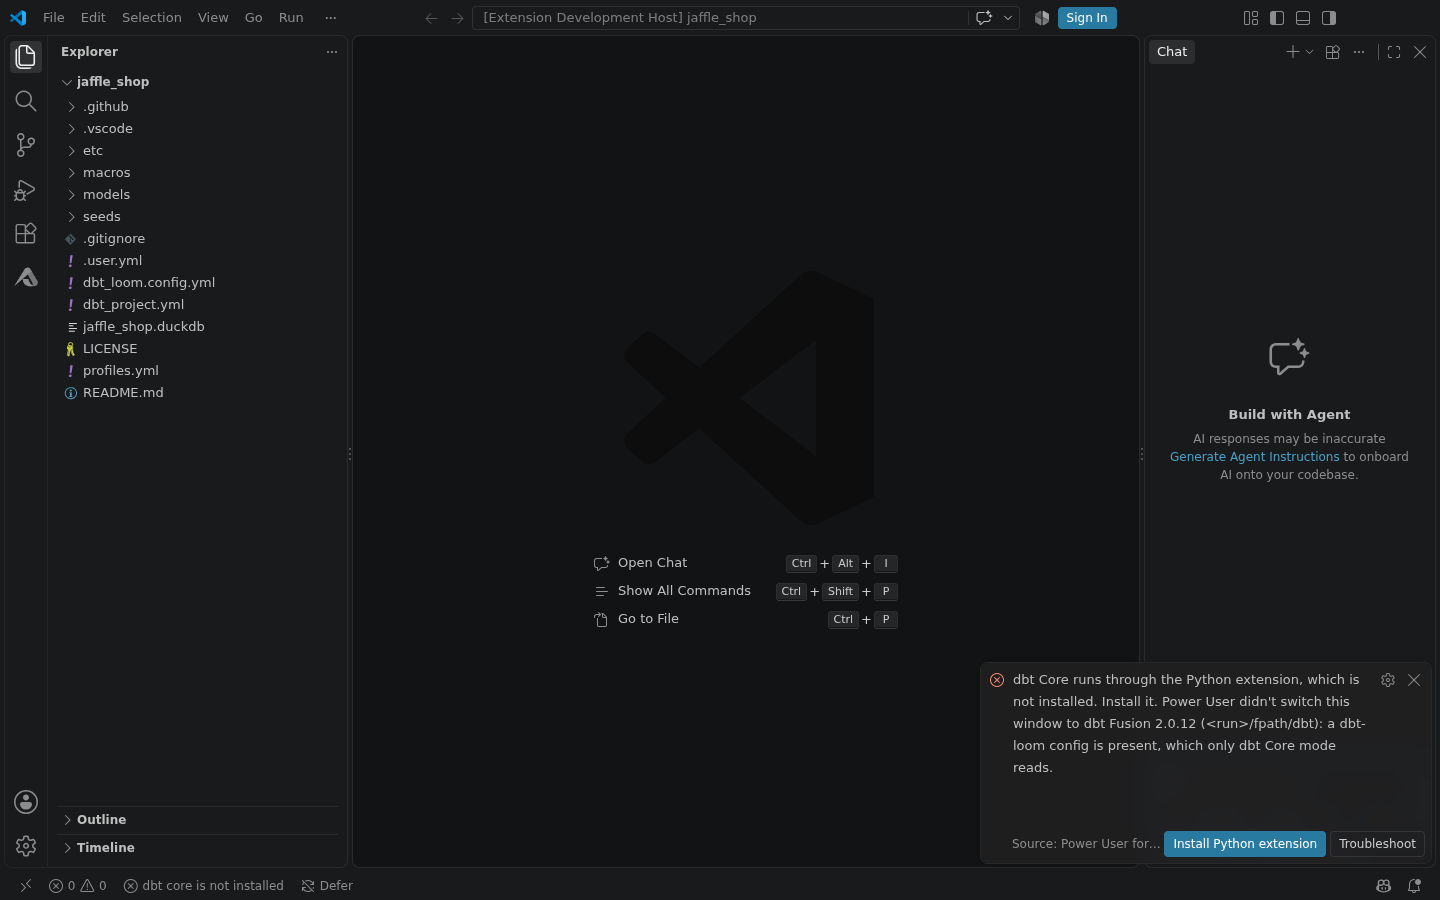 File Edit Selection View Go Run ···
[Extension Development Host] jaffle_shop
Sign In
Explorer
jaffle_shop
.github
.vscode
etc
macros
models
seeds
.gitignore
.user.yml
dbt_loom.config.yml
dbt_project.yml
jaffle_shop.duckdb
LICENSE
profiles.yml
README.md
Outline
Timeline
Open Chat Ctrl + Alt + I
Show All Commands Ctrl + Shift + P
Go to File Ctrl + P
Chat
Build with Agent
AI responses may be inaccurate
Generate Agent Instructions to onboard
AI onto your codebase.
dbt Core runs through the Python extension, which is
not installed. Install it. Power User didn't switch this
window to dbt Fusion 2.0.12 (<run>/fpath/dbt): a dbt-
loom config is present, which only dbt Core mode
reads.
Source: Power User for...
Install Python extension
Troubleshoot
0 0 dbt core is not installed Defer